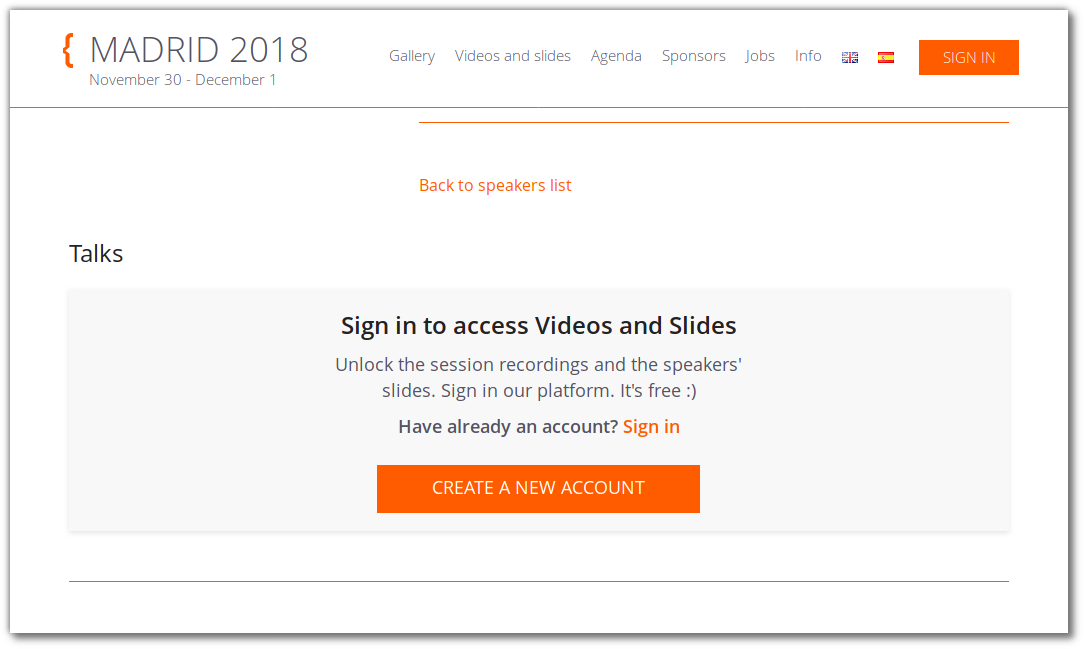 { MADRID 2018
November 30 - December 1
Gallery Videos and slides Agenda Sponsors Jobs Info SIGN IN
Back to speakers list
Talks
Sign in to access Videos and Slides
Unlock the session recordings and the speakers'
slides. Sign in our platform. It's free :)
Have already an account? Sign in
CREATE A NEW ACCOUNT